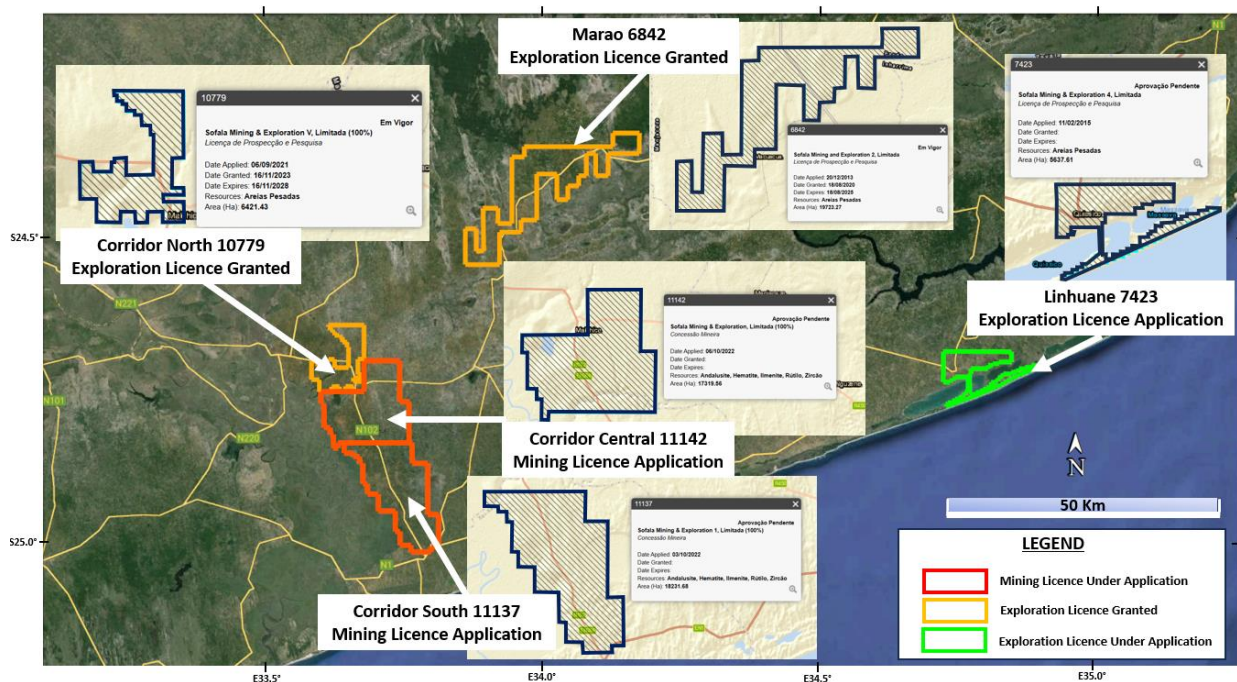 Marao 6842
Exploration Licence Granted
10779
Em Vigor
Sofala Mining & Exploration V, Limitada (100%)
Licença de Prospecção e Pesquisa
Date Applied: 06/09/2021
Date Granted: 16/11/2023
Date Expires: 16/11/2028
Resources: Areias Pesadas
Area (Ha): 6421.43
Corridor North 10779
Exploration Licence Granted
6842
Em Vigor
Sofala Mining and Exploration 2, Limitada
Licença de Prospecção e Pesquisa
Date Applied: 20/12/2013
Date Granted: 18/08/2020
Date Expires: 18/08/2025
Resources: Areias Pesadas
Area (Ha): 19723.27
7423
Aprovação Pendente
Sofala Mining & Exploration 4, Limitada
Licença de Prospecção e Pesquisa
Date Applied: 11/02/2015
Date Granted:
Date Expires:
Resources: Areias Pesadas
Area (Ha): 5637.61
Quissico
Linhuane 7423
Exploration Licence Application
11142
Aprovação Pendente
Sofala Mining & Exploration, Limitada (100%)
Concessão Mineira
Date Applied: 06/10/2022
Date Granted:
Date Expires:
Resources: Andalusite, Hematite, Ilmenite, Rútilo, Zircão
Area (Ha): 17319.56
Corridor Central 11142
Mining Licence Application
11137
Aprovação Pendente
Sofala Mining & Exploration 1, Limitada (100%)
Concessão Mineira
Date Applied: 03/10/2022
Date Granted:
Date Expires:
Resources: Andalusite, Hematite, Ilmenite, Rútilo, Zircão
Area (Ha): 18231.68
Corridor South 11137
Mining Licence Application
N1
N221
N101
N220
N102
N1
S24.5°
S25.0°
E33.5°
E34.0°
E34.5°
E35.0°
N
50 Km
LEGEND
Mining Licence Under Application
Exploration Licence Granted
Exploration Licence Under Application